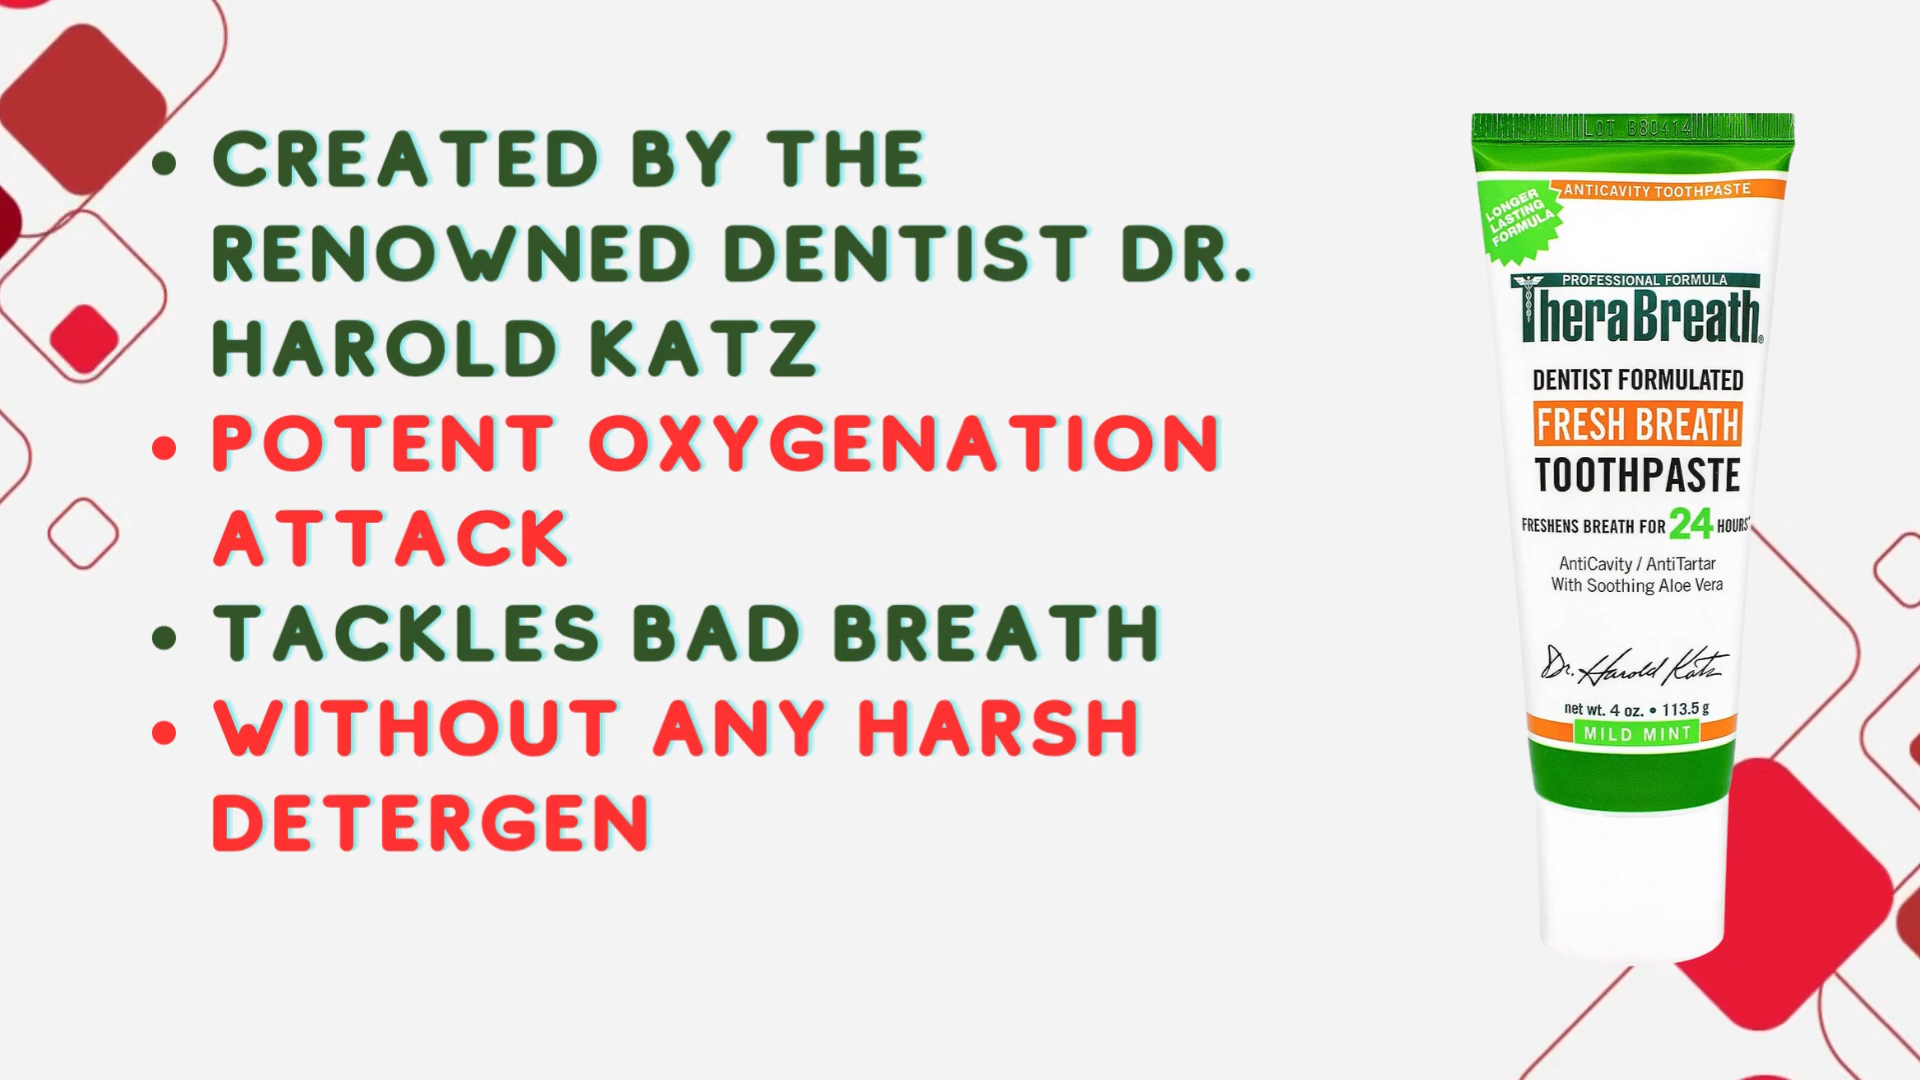 • CREATED BY THE
RENOWNED DENTIST DR.
HAROLD KATZ
• POTENT OXYGENATION
ATTACK
• TACKLES BAD BREATH
• WITHOUT ANY HARSH
DETERGEN
LOT B80414
ANTICAVITY TOOTHPASTE
LONGER
LASTING
FORMULA
PROFESSIONAL FORMULA
TheraBreath®
DENTIST FORMULATED
FRESH BREATH
TOOTHPASTE
FRESHENS BREATH FOR 24 HOURS*
AntiCavity / AntiTartar
With Soothing Aloe Vera
Dr. Harold Katz
net wt. 4 oz. • 113.5 g
MILD MINT